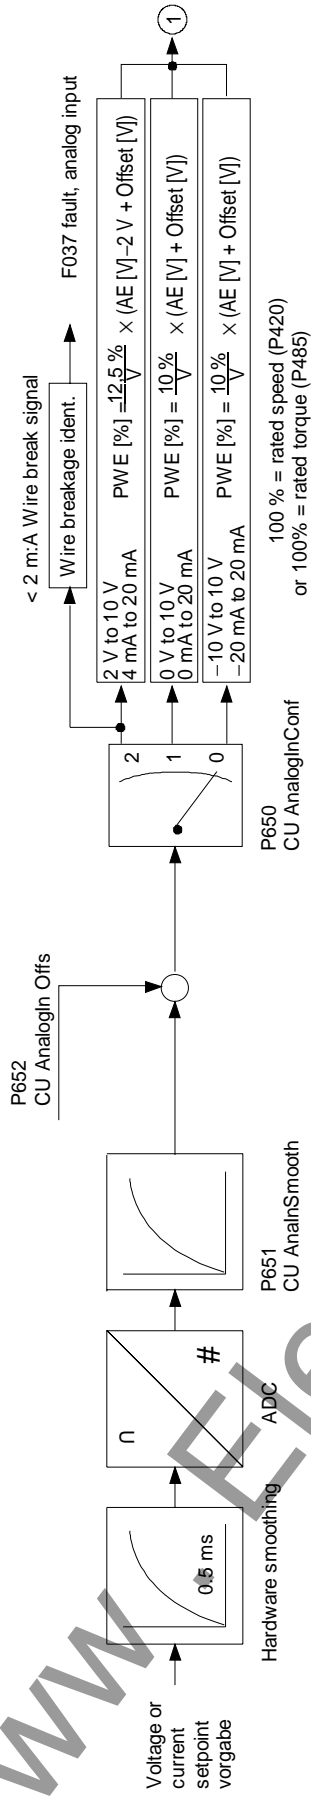 Voltage or
current
setpoint
vorgabe
0.5 ms
Hardware smoothing
U
#
ADC
P651
CU AnaInSmooth
P652
CU AnalogIn Offs
2
1
0
P650
CU AnalogInConf
< 2 m:A Wire break signal
Wire breakage ident.
F037 fault, analog input
2 V to 10 V
4 mA to 20 mA
PWE [%] = 12,5 % / V × (AE [V]−2 V + Offset [V])
0 V to 10 V
0 mA to 20 mA
PWE [%] = 10 % / V × (AE [V] + Offset [V])
−10 V to 10 V
−20 mA to 20 mA
PWE [%] = 10 % / V × (AE [V] + Offset [V])
1
100 % = rated speed (P420)
or 100% = rated torque (P485)
ww . Ele